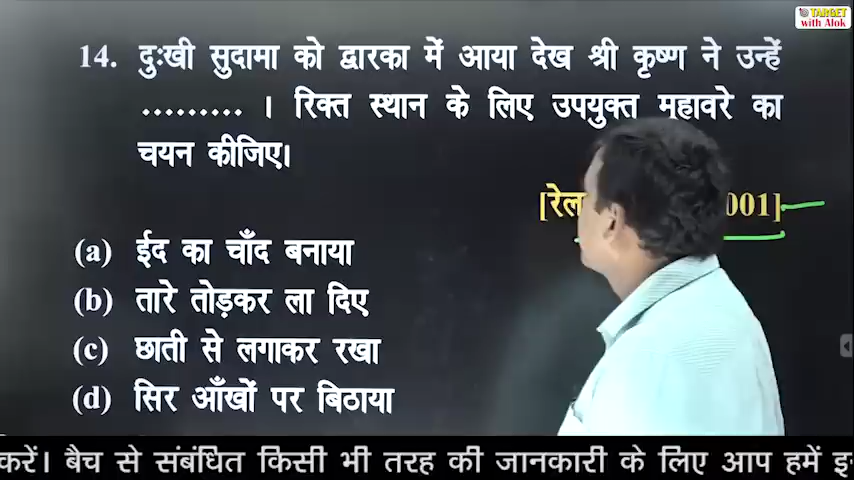 TARGET
with Alok
14. दुःखी सुदामा को द्वारका में आया देख श्री कृष्ण ने उन्हें
......... । रिक्त स्थान के लिए उपयुक्त मुहावरे का
चयन कीजिए।
[रेल 001]
(a) ईद का चाँद बनाया
(b) तारे तोड़कर ला दिए
(c) छाती से लगाकर रखा
(d) सिर आँखों पर बिठाया
करें। बैच से संबंधित किसी भी तरह की जानकारी के लिए आप हमें